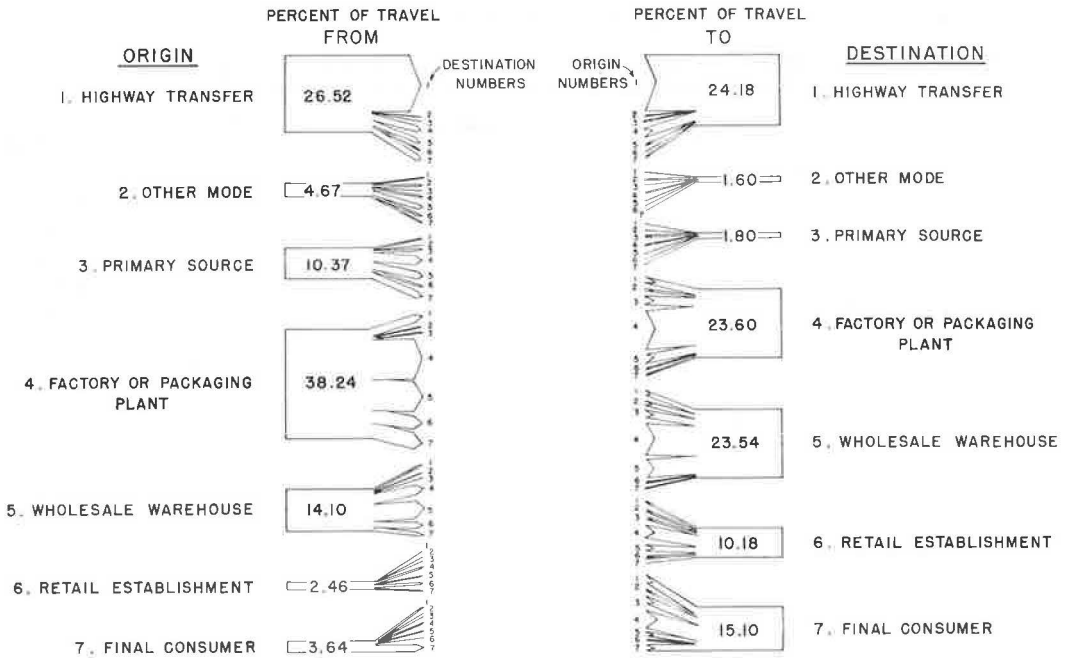 PERCENT OF TRAVEL
FROM
ORIGIN
DESTINATION
NUMBERS
1. HIGHWAY TRANSFER
26.52
2. OTHER MODE
4.67
3. PRIMARY SOURCE
10.37
4. FACTORY OR PACKAGING
PLANT
38.24
5. WHOLESALE WAREHOUSE
14.10
6. RETAIL ESTABLISHMENT
2.46
7. FINAL CONSUMER
3.64
PERCENT OF TRAVEL
TO
DESTINATION
ORIGIN
NUMBERS
24.18
1. HIGHWAY TRANSFER
1.60
2. OTHER MODE
1.80
3. PRIMARY SOURCE
23.60
4. FACTORY OR PACKAGING
PLANT
23.54
5. WHOLESALE WAREHOUSE
10.18
6. RETAIL ESTABLISHMENT
15.10
7. FINAL CONSUMER